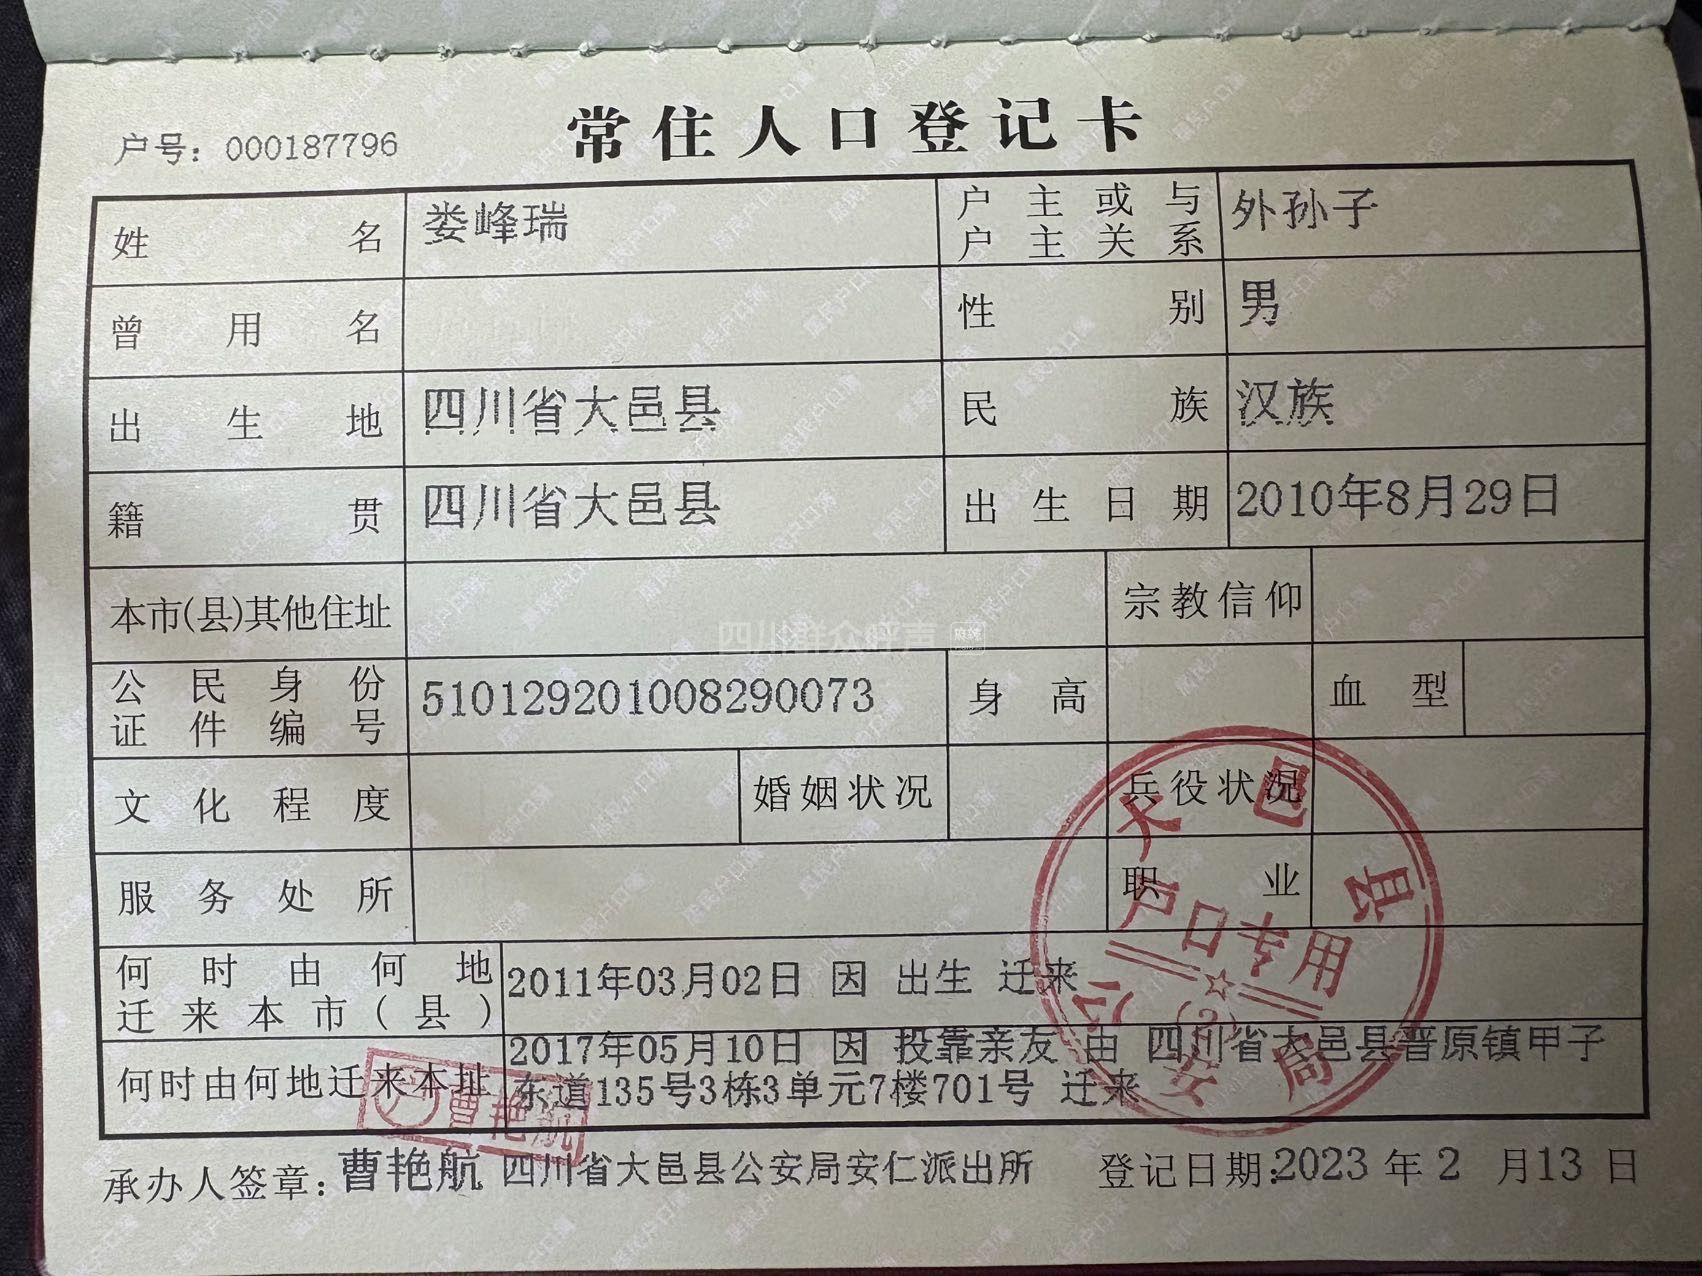 常住人口登记卡
户号：000187796
姓名 娄峰瑞 户主或与户主关系 外孙子
曾用名 性别 男
出生地 四川省大邑县 民族 汉族
籍贯 四川省大邑县 出生日期 2010年8月29日
本市(县)其他住址 宗教信仰
四川群众呼声
公民身份证件编号 510129201008290073 身高 血型
文化程度 婚姻状况 兵役状况
服务处所 职业
何时由何地迁来本市(县) 2011年03月02日 因 出生 迁来
何时由何地迁来本址 2017年05月10日 因 投靠亲友 由 四川省大邑县晋原镇甲子
东道135号3栋3单元7楼701号 迁来
大邑县公安局
户口专用
曹艳航
承办人签章：曹艳航 四川省大邑县公安局安仁派出所 登记日期：2023年2月13日